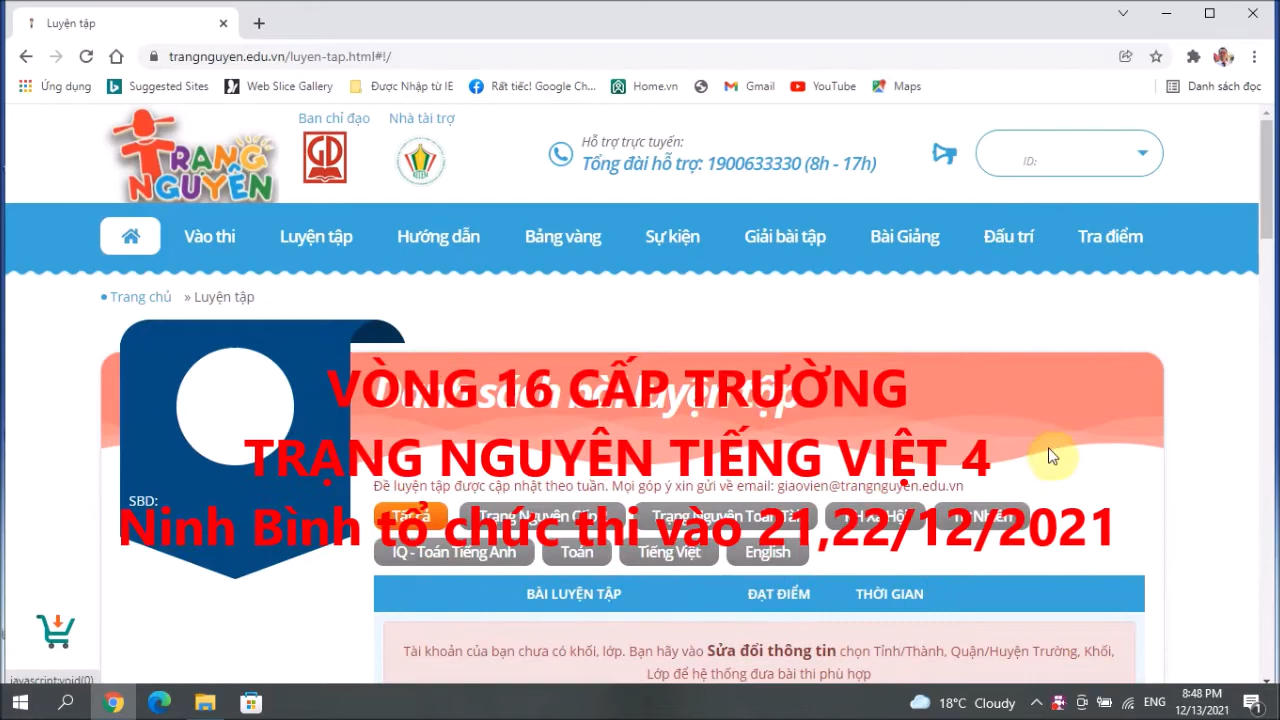 Luyện tập
trangnguyen.edu.vn/luyen-tap.html#!/
Ứng dụng
Suggested Sites
Web Slice Gallery
Được Nhập từ IE
Rất tiếc! Google Ch...
Home.vn
Gmail
YouTube
Maps
Danh sách đọc
TRẠNG NGUYÊN
Ban chỉ đạo
Nhà tài trợ
Hỗ trợ trực tuyến:
Tổng đài hỗ trợ: 1900633330 (8h - 17h)
ID:
Vào thi
Luyện tập
Hướng dẫn
Bảng vàng
Sự kiện
Giải bài tập
Bài Giảng
Đấu trí
Tra điểm
Trang chủ » Luyện tập
Danh sách bài luyện tập
VÒNG 16 CẤP TRƯỜNG
TRẠNG NGUYÊN TIẾNG VIỆT 4
Đề luyện tập được cập nhật theo tuần. Mọi góp ý xin gửi về email: giaovien@trangnguyen.edu.vn
SBD:
Ninh Bình tổ chức thi vào 21,22/12/2021
Tất cả
IQ - Toán Tiếng Anh
Toán
Tiếng Việt
English
BÀI LUYỆN TẬP
ĐẠT ĐIỂM
THỜI GIAN
Tài khoản của bạn chưa có khối, lớp. Bạn hãy vào Sửa đổi thông tin chọn Tỉnh/Thành, Quận/Huyện Trường, Khối,
Lớp để hệ thống đưa bài thi phù hợp
javascript:void(0)
18°C Cloudy
ENG
8:48 PM
12/13/2021
1